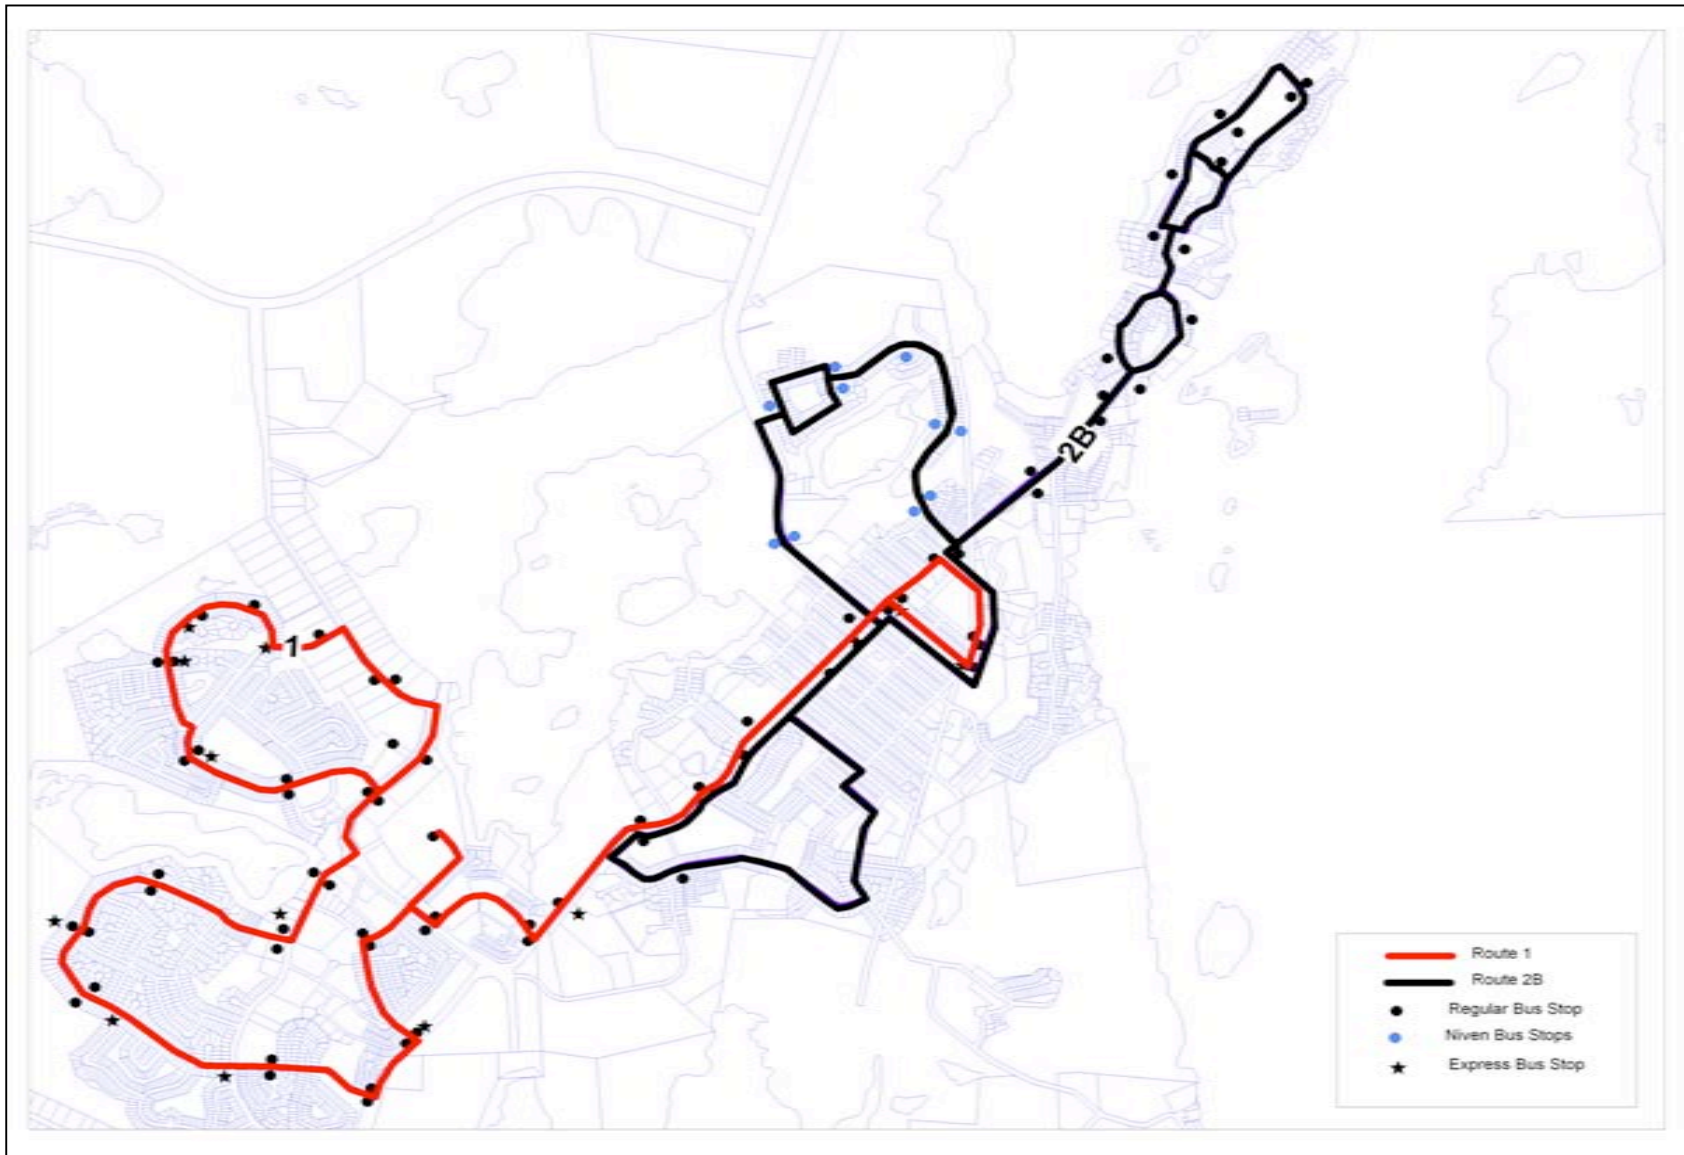 2B
1
Route 1
Route 2B
Regular Bus Stop
Niven Bus Stops
Express Bus Stop